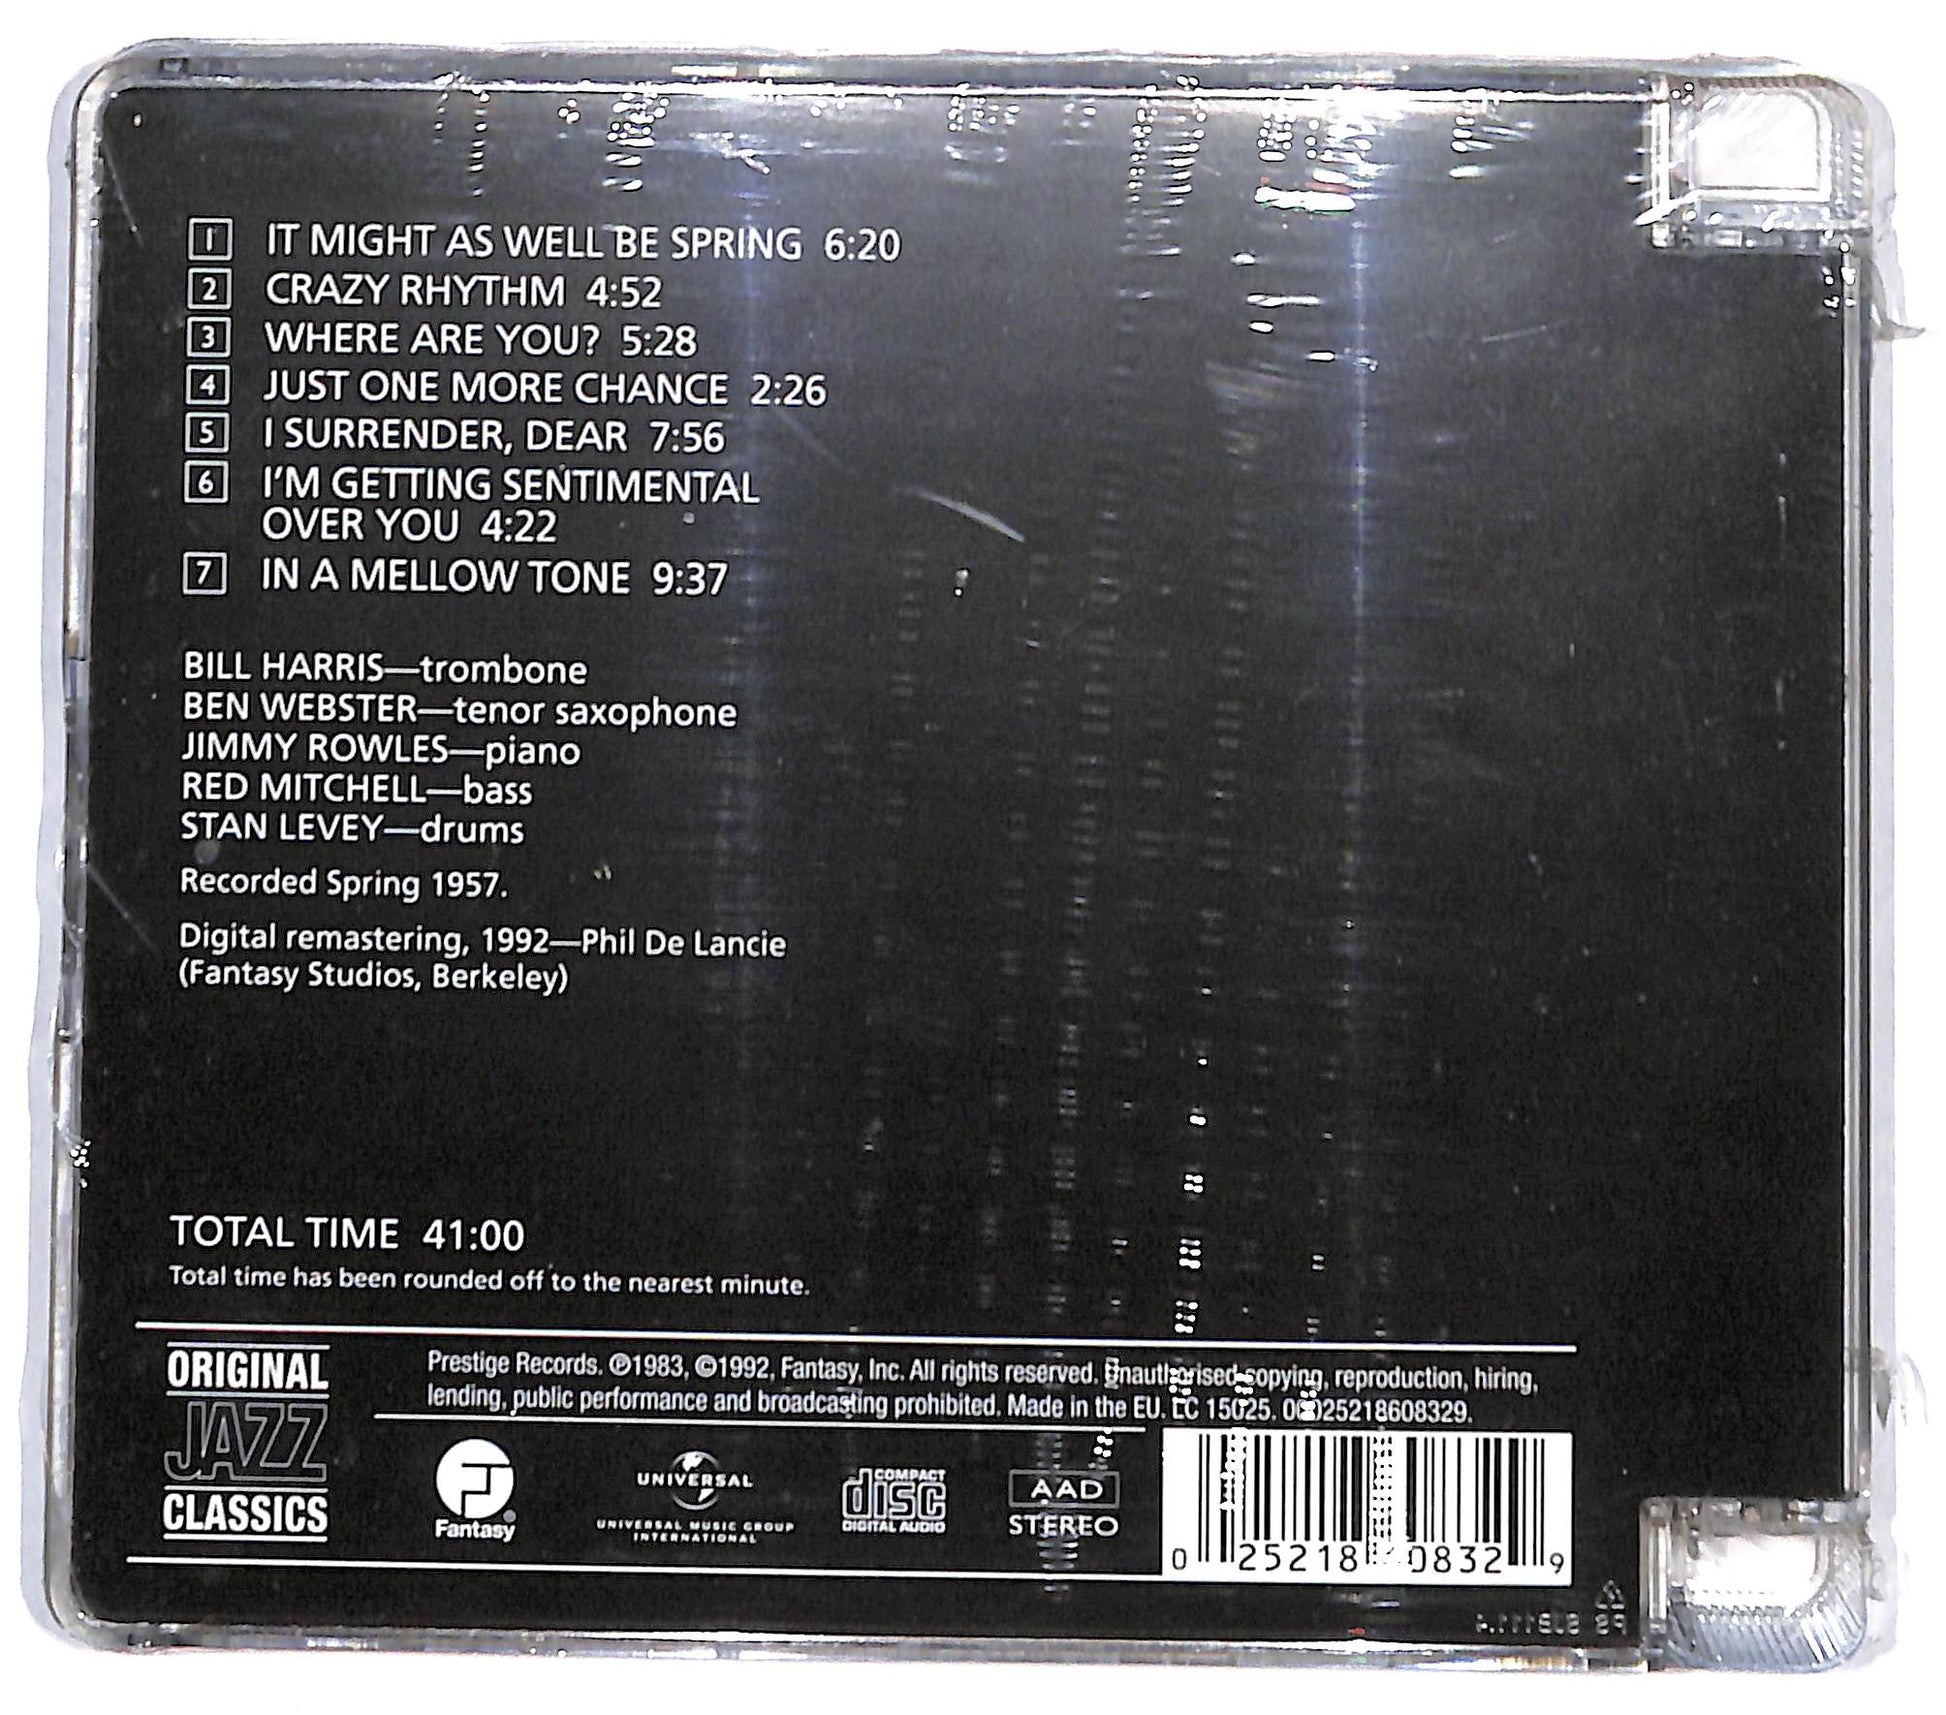 1 IT MIGHT AS WELL BE SPRING 6:20
2 CRAZY RHYTHM 4:52
3 WHERE ARE YOU? 5:28
4 JUST ONE MORE CHANCE 2:26
5 I SURRENDER, DEAR 7:56
6 I'M GETTING SENTIMENTAL
OVER YOU 4:22
7 IN A MELLOW TONE 9:37
BILL HARRIS—trombone
BEN WEBSTER—tenor saxophone
JIMMY ROWLES—piano
RED MITCHELL—bass
STAN LEVEY—drums
Recorded Spring 1957.
Digital remastering, 1992—Phil De Lancie
(Fantasy Studios, Berkeley)
TOTAL TIME 41:00
Total time has been rounded off to the nearest minute.
ORIGINAL
JAZZ
CLASSICS
Prestige Records. ℗1983, ©1992, Fantasy, Inc. All rights reserved. Unauthorised copying, reproduction, hiring,
lending, public performance and broadcasting prohibited. Made in the EU. LC 15025. 00025218608329.
Fantasy®
UNIVERSAL
UNIVERSAL MUSIC GROUP
INTERNATIONAL
COMPACT
disc
DIGITAL AUDIO
AAD
STEREO
0 25218 0832 9